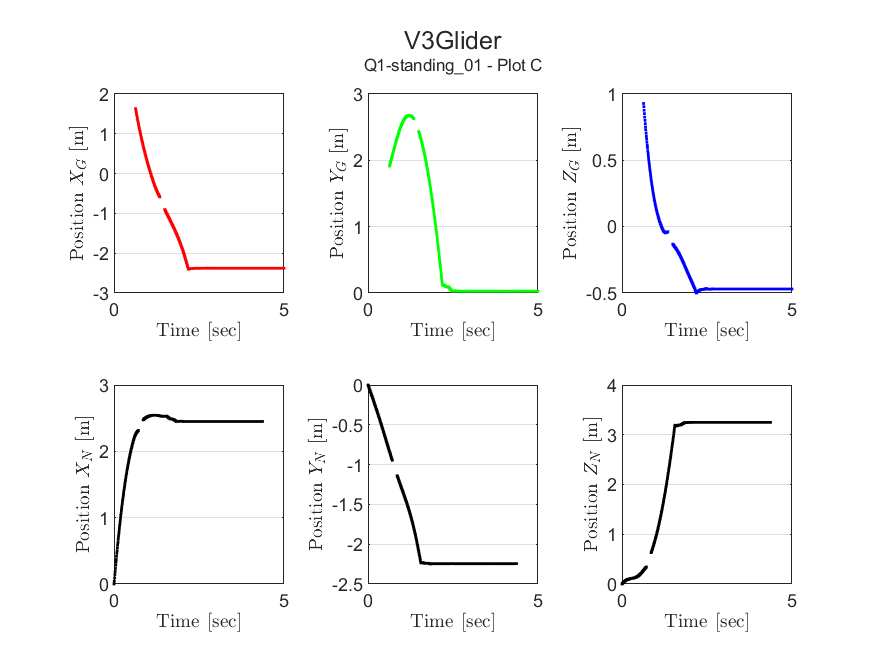 V3Glider
Q1-standing_01 - Plot C
Position X_G [m]
2
1
0
-1
-2
-3
0
5
Time [sec]
Position Y_G [m]
3
2
1
0
0
5
Time [sec]
Position Z_G [m]
1
0.5
0
-0.5
0
5
Time [sec]
Position X_N [m]
3
2
1
0
0
5
Time [sec]
Position Y_N [m]
0
-0.5
-1
-1.5
-2
-2.5
0
5
Time [sec]
Position Z_N [m]
4
3
2
1
0
0
5
Time [sec]